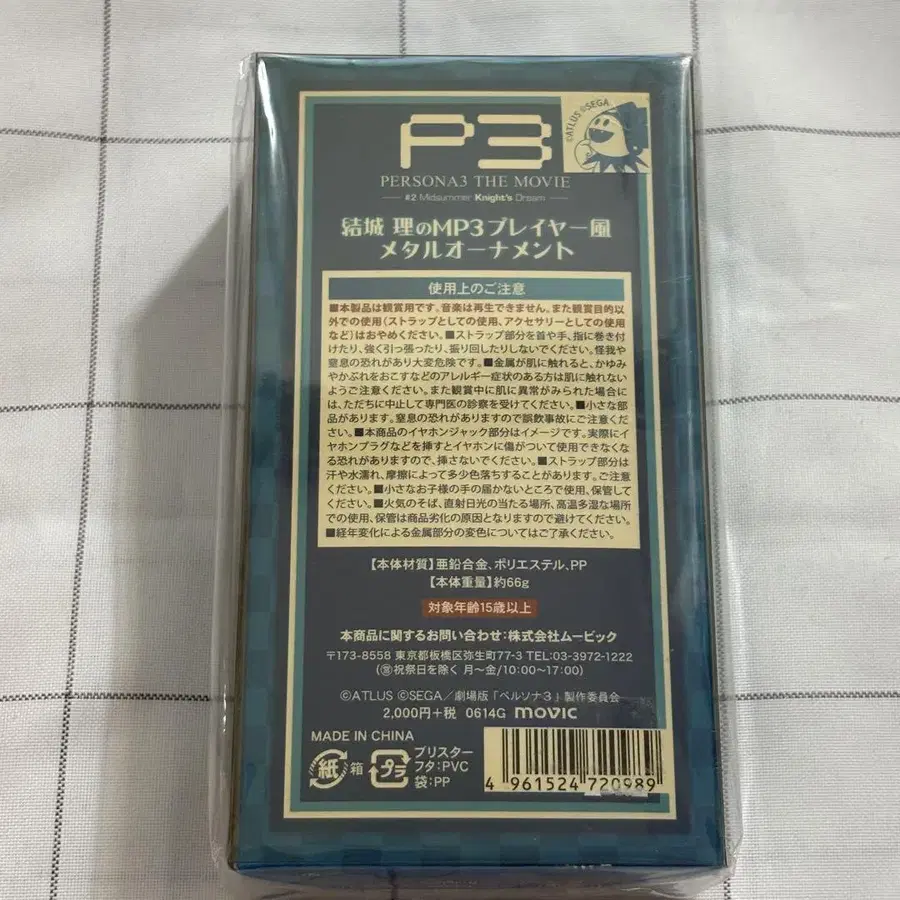 P3
©ATLUS ©SEGA
PERSONA3 THE MOVIE
#2 Midsummer Knight's Dream
結城 理のMP3プレイヤー風
メタルオーナメント
使用上のご注意
■本製品は観賞用です。音楽は再生できません。また観賞目的以
外での使用(ストラップとしての使用、アクセサリーとしての使用
など)はおやめください。■ストラップ部分を首や手、指に巻き付
けたり、強く引っ張ったり、振り回したりしないでください。怪我や
窒息の恐れがあり大変危険です。■金属が肌に触れると、かゆみ
やかぶれをおこすなどのアレルギー症状のある方は肌に触れない
ようご注意ください。また観賞中に肌に異常がみられた場合に
は、ただちに中止して専門医の診察を受けてください。■小さな部
品があります。窒息の恐れがありますので誤飲事故にご注意くだ
さい。■本商品のイヤホンジャック部分はイメージです。実際にイ
ヤホンプラグなどを挿すとイヤホンに傷がついて使用できなくな
る恐れがありますので、挿さないでください。■ストラップ部分は
汗や水濡れ、摩擦によって多少色落ちすることがあります。ご注意
ください。■小さなお子様の手の届かないところで使用、保管して
ください。■火気のそば、直射日光の当たる場所、高温多湿な場所
での使用、保管は商品劣化の原因となりますので避けてください。
■経年変化による金属部分の変色についてはご了承ください。
【本体材質】亜鉛合金、ポリエステル、PP
【本体重量】約66g
対象年齢15歳以上
本商品に関するお問い合わせ:株式会社ムービック
〒173-8558 東京都板橋区弥生町77-3 TEL:03-3972-1222
(㊡祝祭日を除く 月〜金/10:00〜17:00)
©ATLUS ©SEGA/劇場版「ペルソナ3」製作委員会
2,000円+税 0614G movic
MADE IN CHINA
紙 箱 プラ ブリスター
フタ:PVC
袋:PP
4 961524 720989